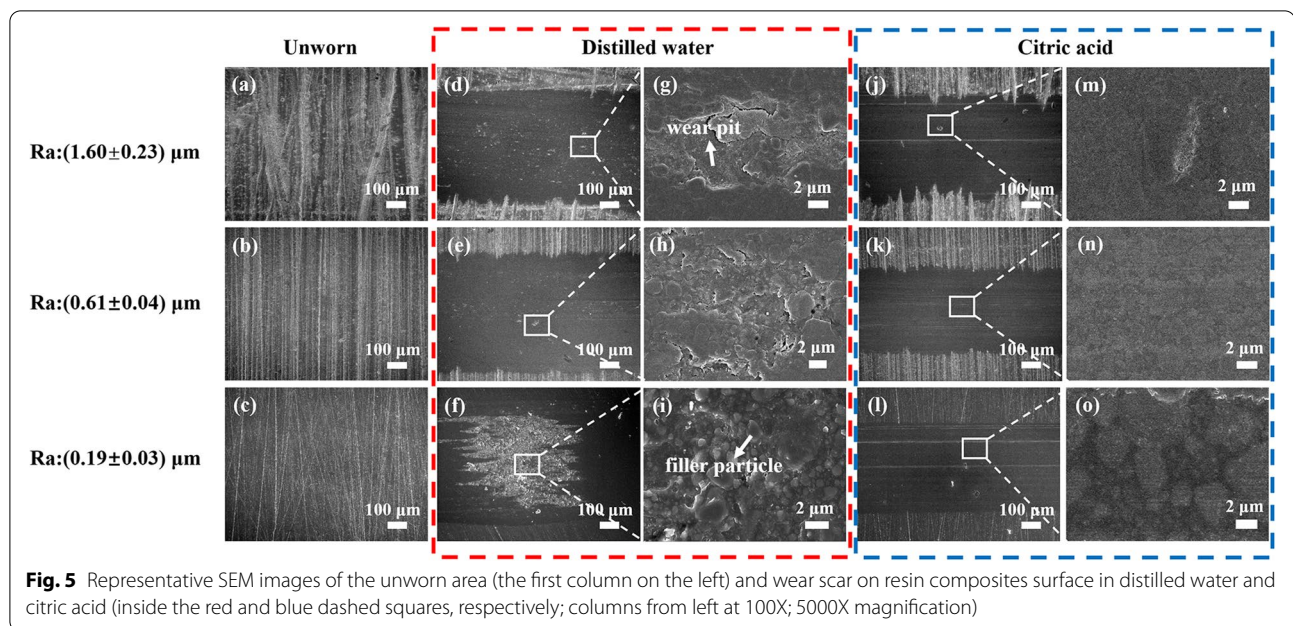 Unworn Distilled water Citric acid
Ra:(1.60±0.23) μm
(a) 100 μm
(d) 100 μm
(g) wear pit 2 μm
(j) 100 μm
(m) 2 μm
Ra:(0.61±0.04) μm
(b) 100 μm
(e) 100 μm
(h) 2 μm
(k) 100 μm
(n) 2 μm
Ra:(0.19±0.03) μm
(c) 100 μm
(f) 100 μm
(i) filler particle 2 μm
(l) 100 μm
(o) 2 μm
Fig. 5 Representative SEM images of the unworn area (the first column on the left) and wear scar on resin composites surface in distilled water and
citric acid (inside the red and blue dashed squares, respectively; columns from left at 100X; 5000X magnification)